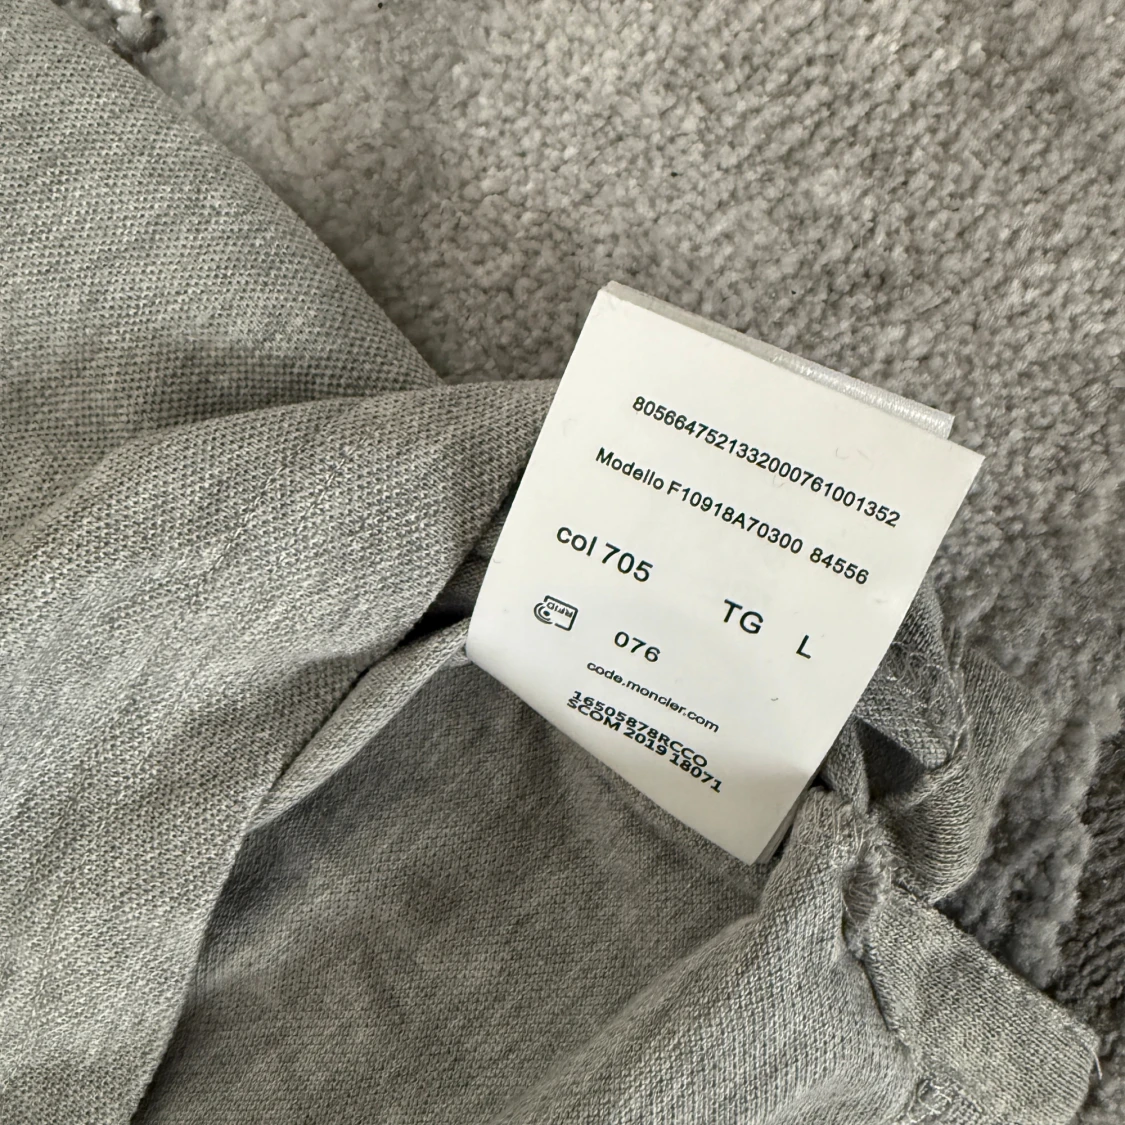 8056647521332000761001352
Modello F10918A70300 84556
col 705
TG L
RFID
076
code.moncler.com
16505878RCCO
SCOM 2019 18071